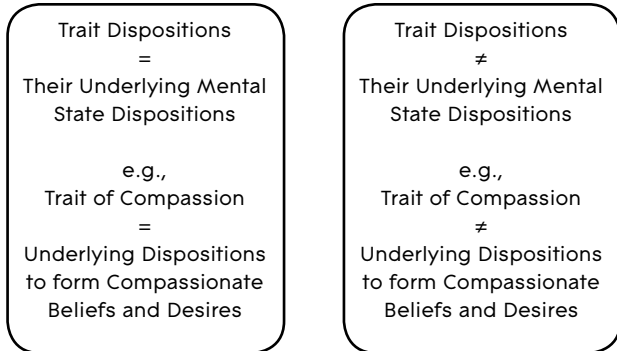 Trait Dispositions
=
Their Underlying Mental
State Dispositions
e.g.,
Trait of Compassion
=
Underlying Dispositions
to form Compassionate
Beliefs and Desires
Trait Dispositions
≠
Their Underlying Mental
State Dispositions
e.g.,
Trait of Compassion
≠
Underlying Dispositions
to form Compassionate
Beliefs and Desires